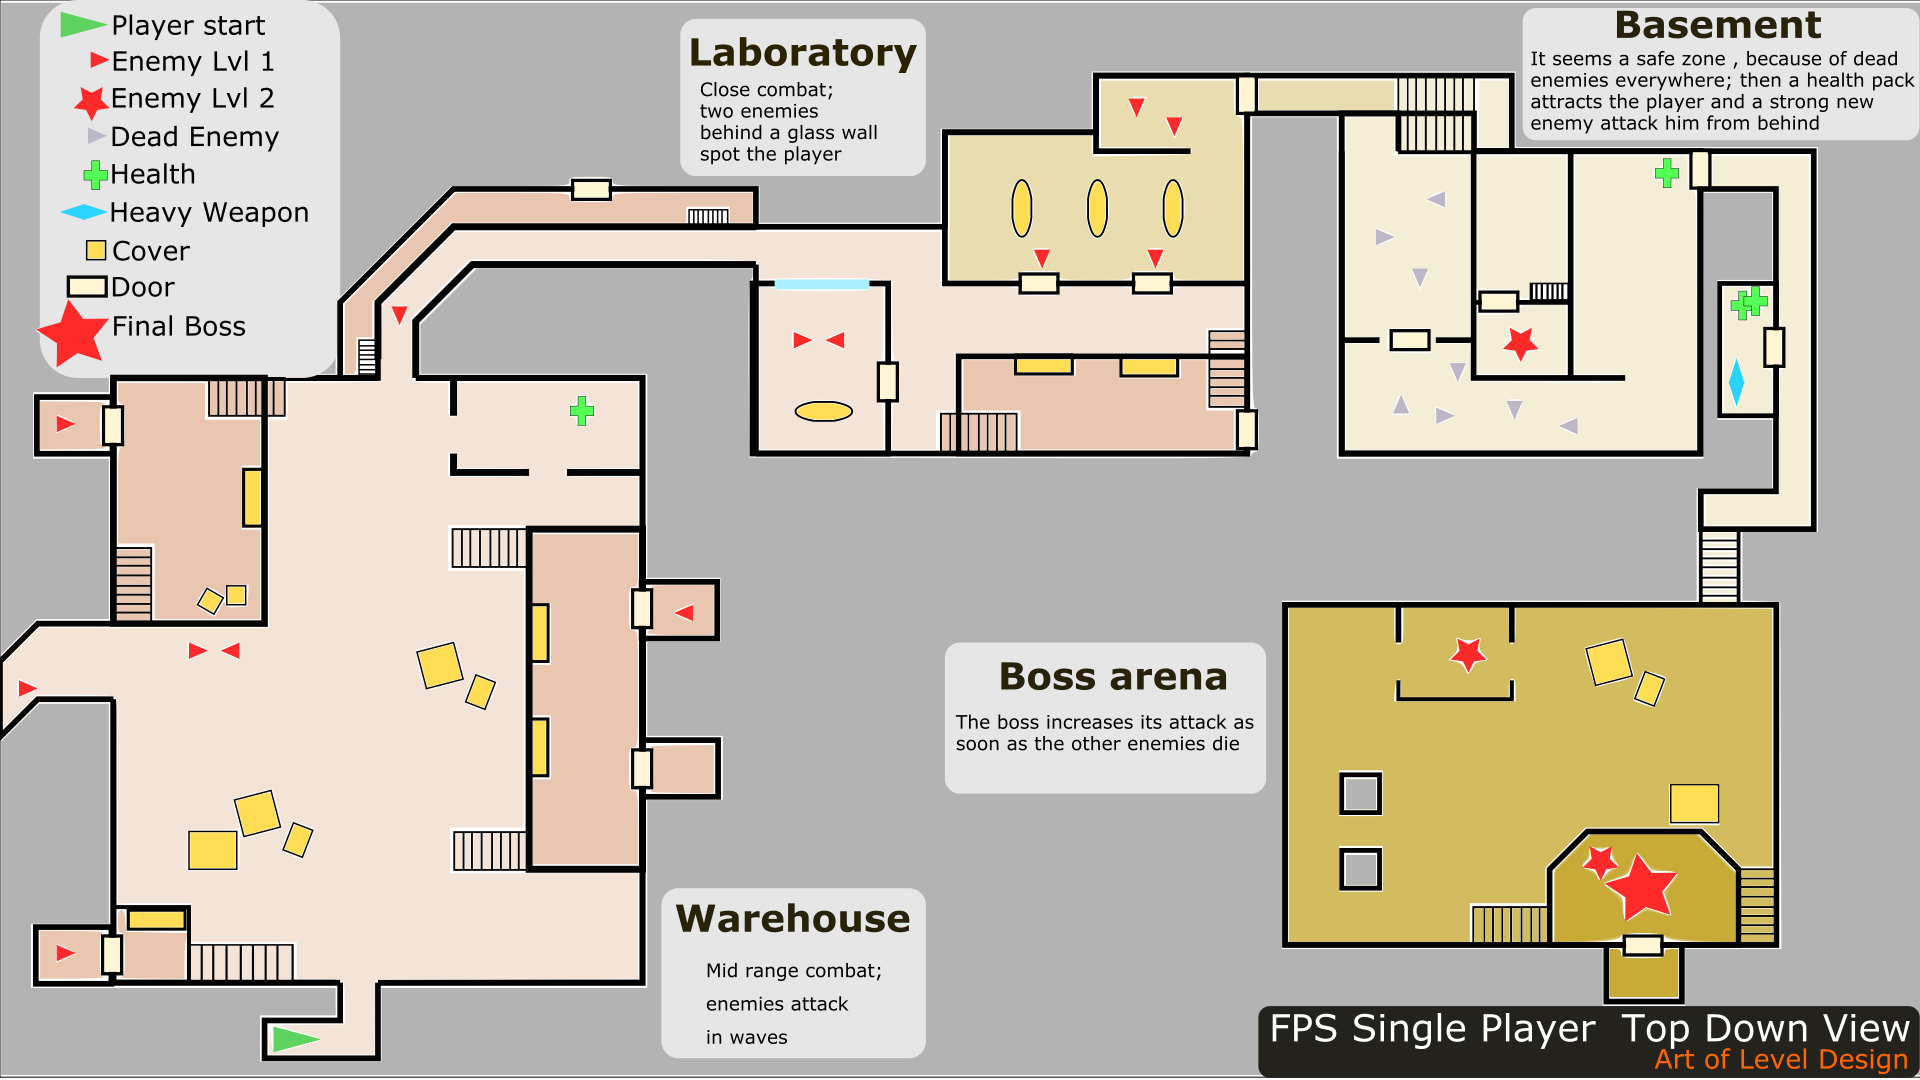 Player start
Enemy Lvl 1
Enemy Lvl 2
Dead Enemy
Health
Heavy Weapon
Cover
Door
Final Boss
Laboratory
Close combat;
two enemies
behind a glass wall
spot the player
Basement
It seems a safe zone , because of dead
enemies everywhere; then a health pack
attracts the player and a strong new
enemy attack him from behind
Boss arena
The boss increases its attack as
soon as the other enemies die
Warehouse
Mid range combat;
enemies attack
in waves
FPS Single Player Top Down View
Art of Level Design